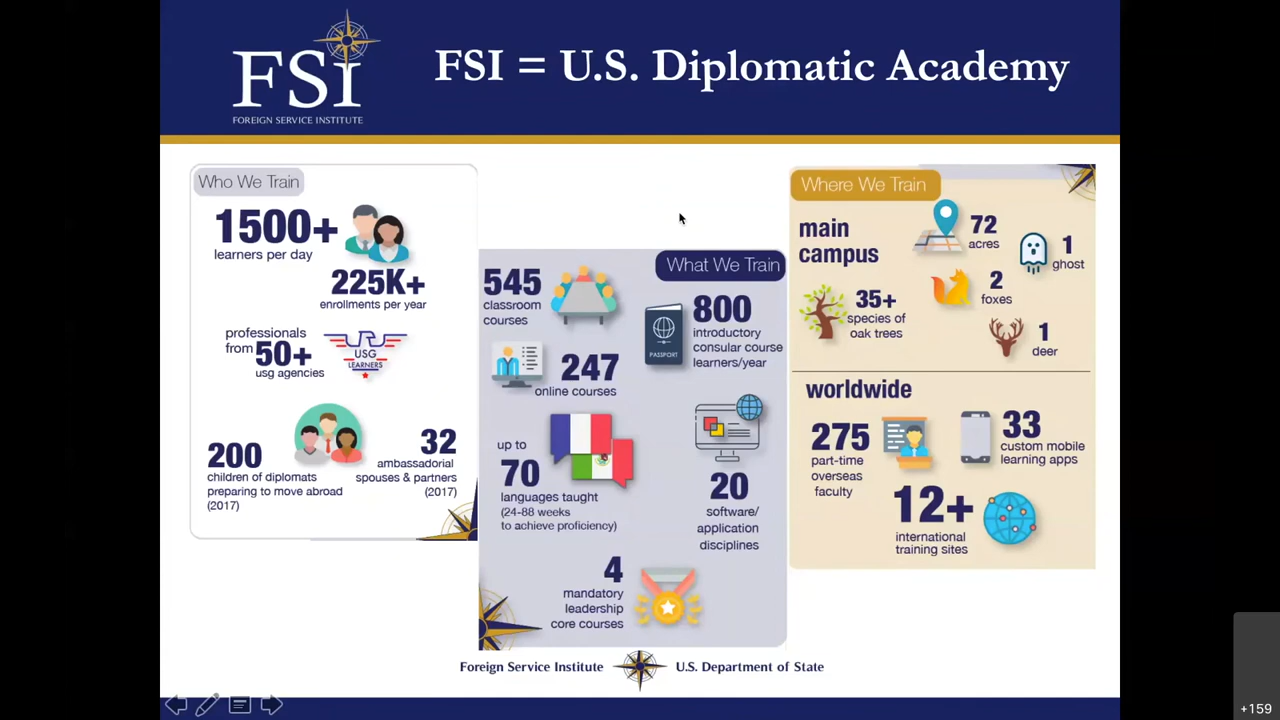 FSI
FOREIGN SERVICE INSTITUTE
FSI = U.S. Diplomatic Academy
Who We Train
1500+
learners per day
225K+
enrollments per year
professionals
from 50+
usg agencies
USG
LEARNERS
200
children of diplomats
preparing to move abroad
(2017)
32
ambassadorial
spouses & partners
(2017)
What We Train
545
classroom
courses
800
introductory
consular course
learners/year
PASSPORT
247
online courses
up to
70
languages taught
(24-88 weeks
to achieve proficiency)
20
software/
application
disciplines
4
mandatory
leadership
core courses
Where We Train
main
campus
72
acres
1
ghost
2
foxes
35+
species of
oak trees
1
deer
worldwide
275
part-time
overseas
faculty
33
custom mobile
learning apps
12+
international
training sites
Foreign Service Institute
U.S. Department of State
+159